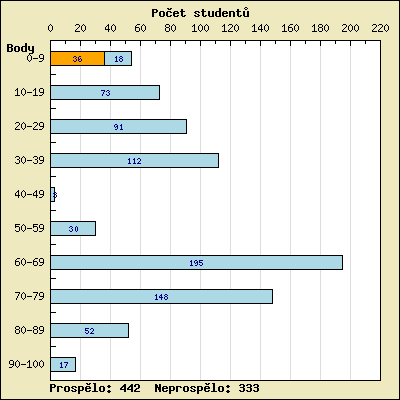 Počet studentů
0 20 40 60 80 100 120 140 160 180 200 220
Body
0-9 36 18
10-19 73
20-29 91
30-39 112
40-49 3
50-59 30
60-69 195
70-79 148
80-89 52
90-100 17
Prospělo: 442 Neprospělo: 333